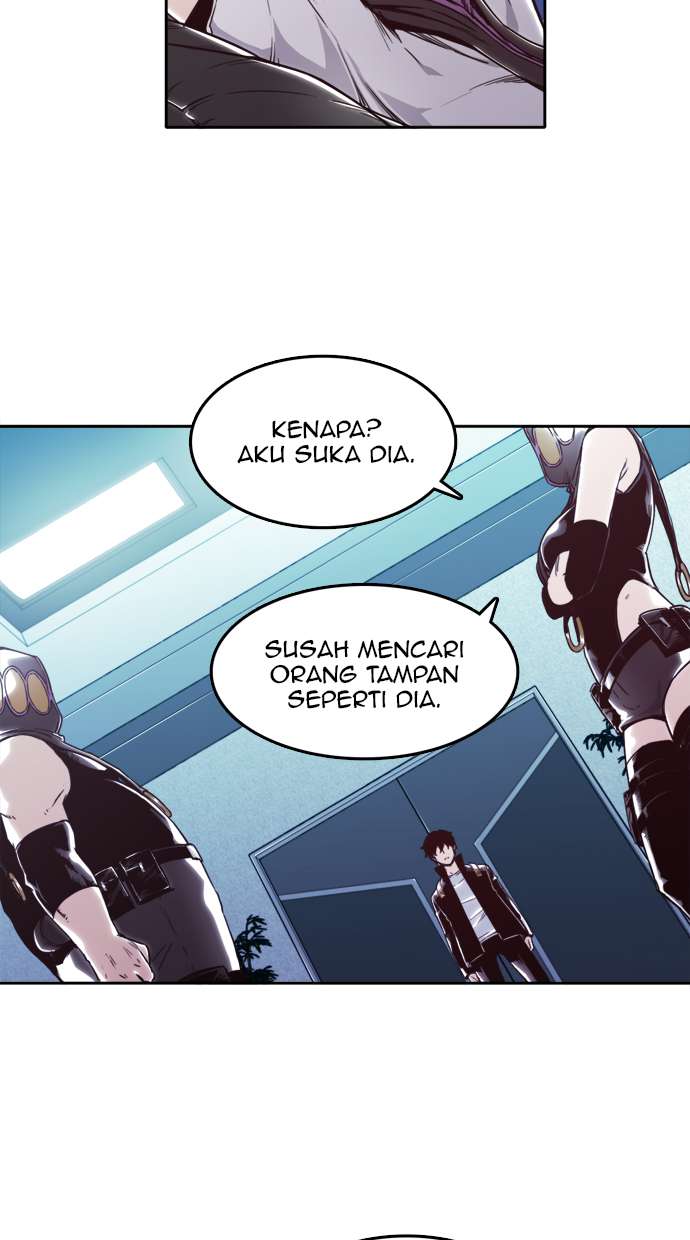 KENAPA?
AKU SUKA DIA.
SUSAH MENCARI
ORANG TAMPAN
SEPERTI DIA.